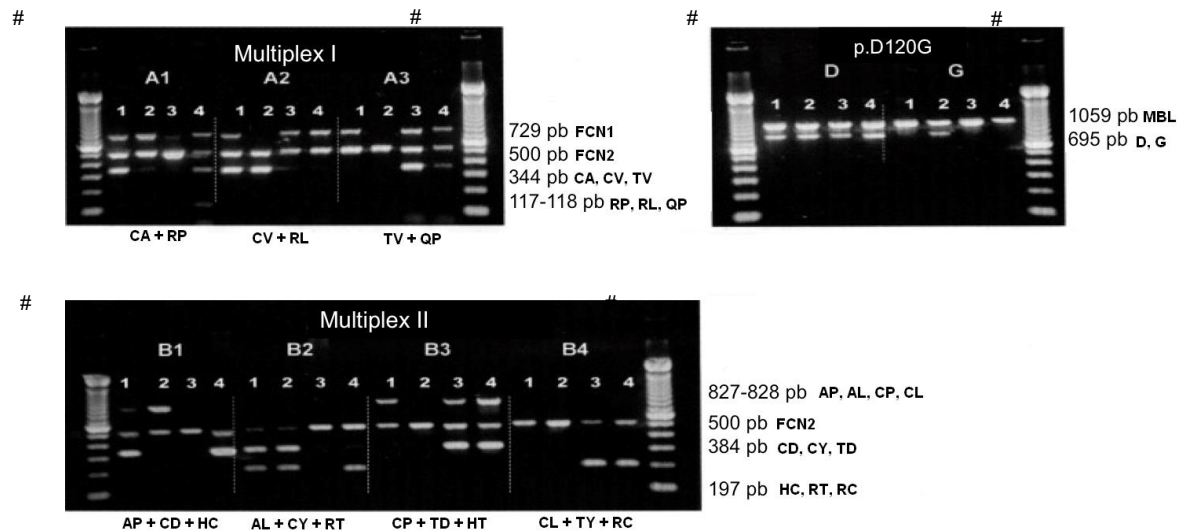 # # # #
Multiplex I
A1 A2 A3
1 2 3 4 1 2 3 4 1 2 3 4
729 pb FCN1
500 pb FCN2
344 pb CA, CV, TV
117-118 pb RP, RL, QP
CA + RP CV + RL TV + QP
p.D120G
D G
1 2 3 4 1 2 3 4
1059 pb MBL
695 pb D, G
# #
Multiplex II
B1 B2 B3 B4
1 2 3 4 1 2 3 4 1 2 3 4 1 2 3 4
827-828 pb AP, AL, CP, CL
500 pb FCN2
384 pb CD, CY, TD
197 pb HC, RT, RC
AP + CD + HC AL + CY + RT CP + TD + HT CL + TY + RC